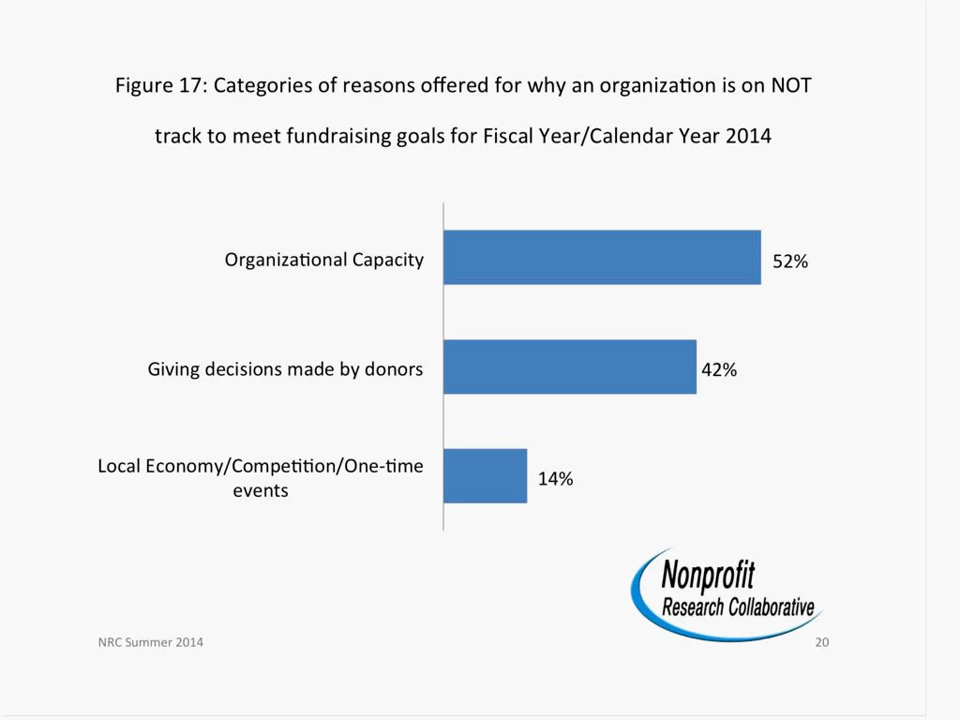 Figure 17: Categories of reasons offered for why an organization is on NOT
track to meet fundraising goals for Fiscal Year/Calendar Year 2014
Organizational Capacity
52%
Giving decisions made by donors
42%
Local Economy/Competition/One-time
events
14%
Nonprofit
Research Collaborative
NRC Summer 2014
20